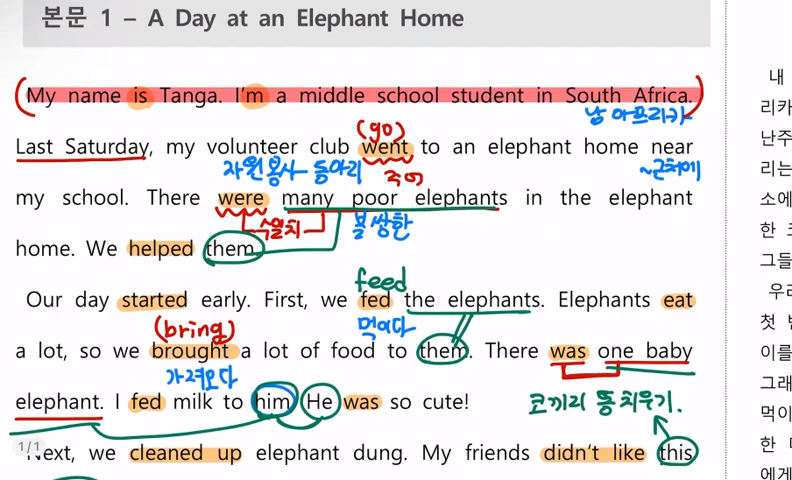 본문 1 – A Day at an Elephant Home
My name is Tanga. I'm a middle school student in South Africa.
남 아프리카
(go)
Last Saturday, my volunteer club went to an elephant home near
자원봉사 동아리
~근처에
my school. There were many poor elephants in the elephant
수일치
불쌍한
home. We helped them
feed
Our day started early. First, we fed the elephants. Elephants eat
(bring)
먹이다
a lot, so we brought a lot of food to them. There was one baby
가져오다
elephant. I fed milk to him. He was so cute!
코끼리 똥 치우기.
1/1
Next, we cleaned up elephant dung. My friends didn't like this
내
리카
난주
리는
소에
한 코
그들
우리
첫 번
이를
그래
먹이
한 마
에게